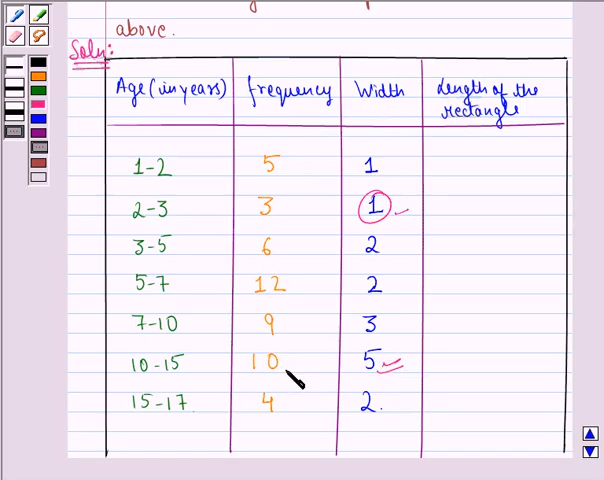 above.
Soln:
Age (in years) frequency Width Length of the rectangle
1-2 5 1
2-3 3 1
3-5 6 2
5-7 12 2
7-10 9 3
10-15 10 5
15-17 4 2.